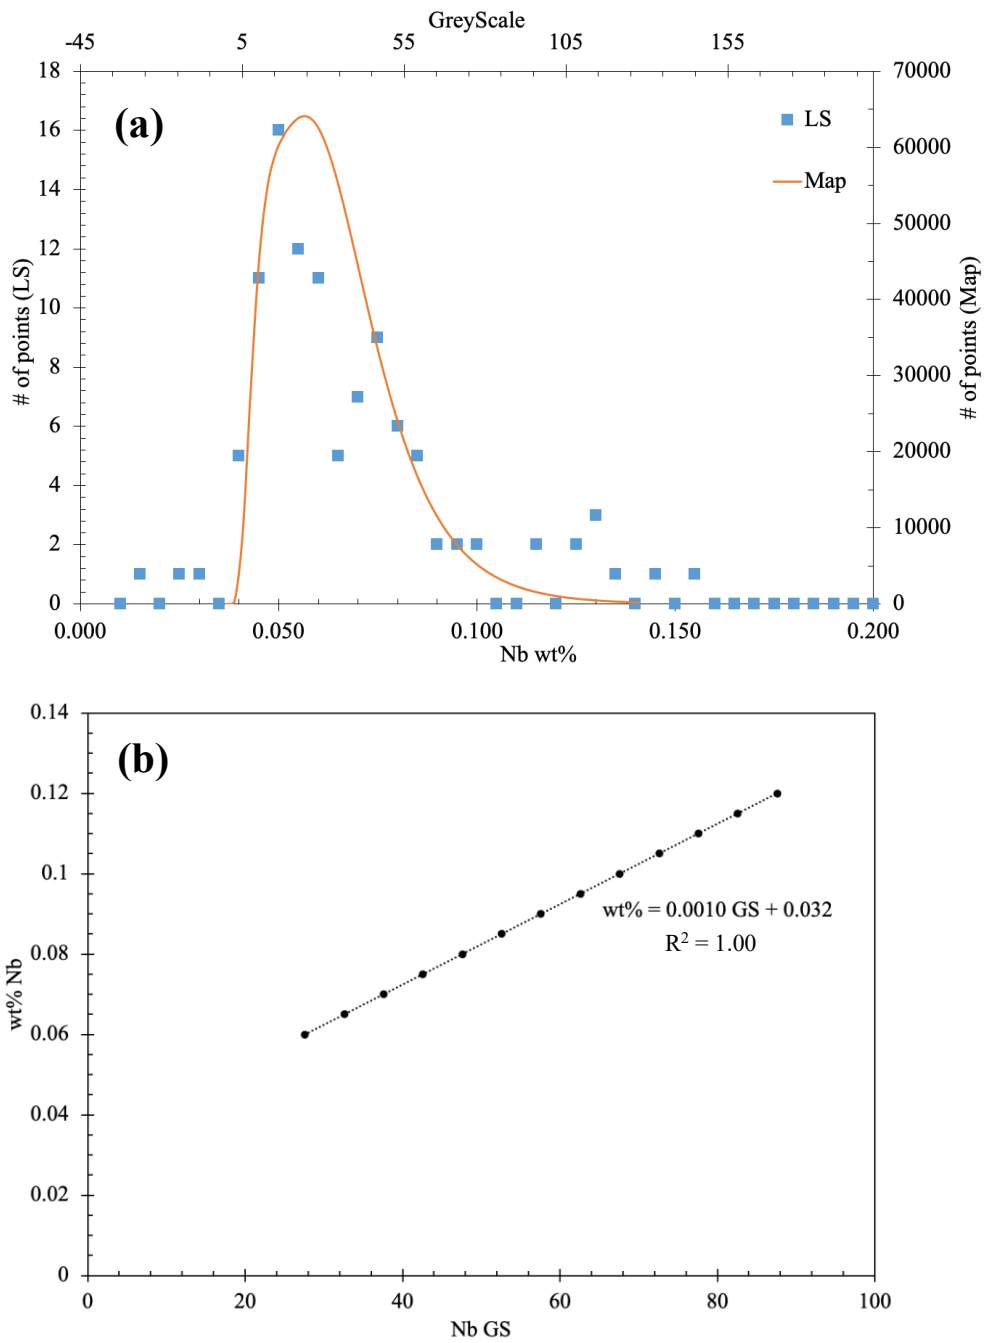 GreyScale
-45 5 55 105 155
18 70000
(a)
LS
16
60000
Map
14
50000
12
40000
10
# of points (LS)
# of points (Map)
8
30000
6
20000
4
10000
2
0 0
0.000 0.050 0.100 0.150 0.200
Nb wt%
0.14
(b)
0.12
0.1
wt% = 0.0010 GS + 0.032
R² = 1.00
0.08
wt% Nb
0.06
0.04
0.02
0
0 20 40 60 80 100
Nb GS